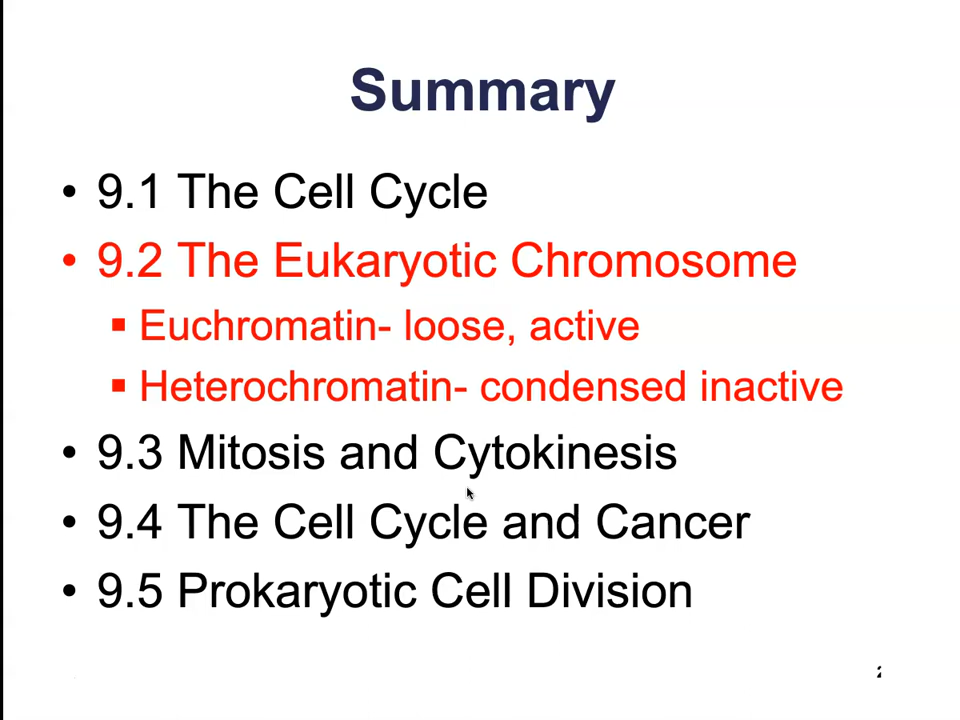 Summary
• 9.1 The Cell Cycle
• 9.2 The Eukaryotic Chromosome
▪ Euchromatin- loose, active
▪ Heterochromatin- condensed inactive
• 9.3 Mitosis and Cytokinesis
• 9.4 The Cell Cycle and Cancer
• 9.5 Prokaryotic Cell Division